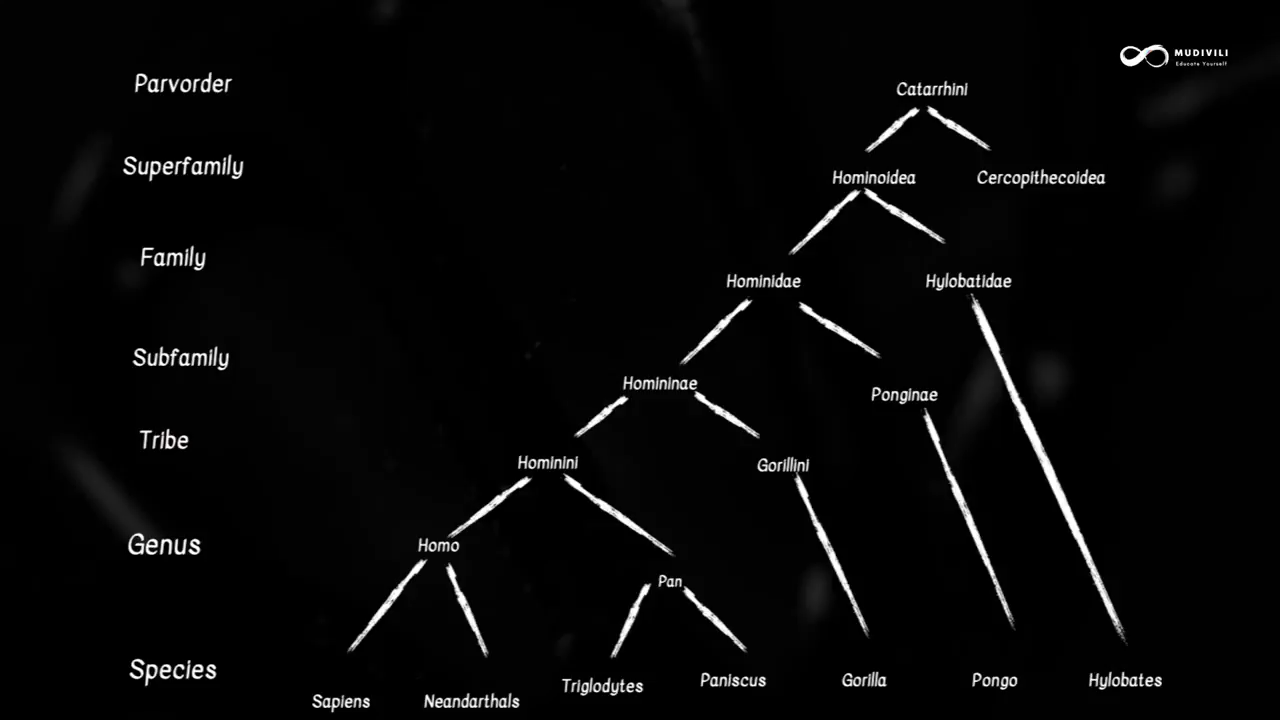 MUDIVILI
Educate Yourself
Parvorder
Catarrhini
Superfamily
Hominoidea
Cercopithecoidea
Family
Hominidae
Hylobatidae
Subfamily
Homininae
Ponginae
Tribe
Hominini
Gorillini
Genus
Homo
Pan
Species
Sapiens
Neandarthals
Triglodytes
Paniscus
Gorilla
Pongo
Hylobates